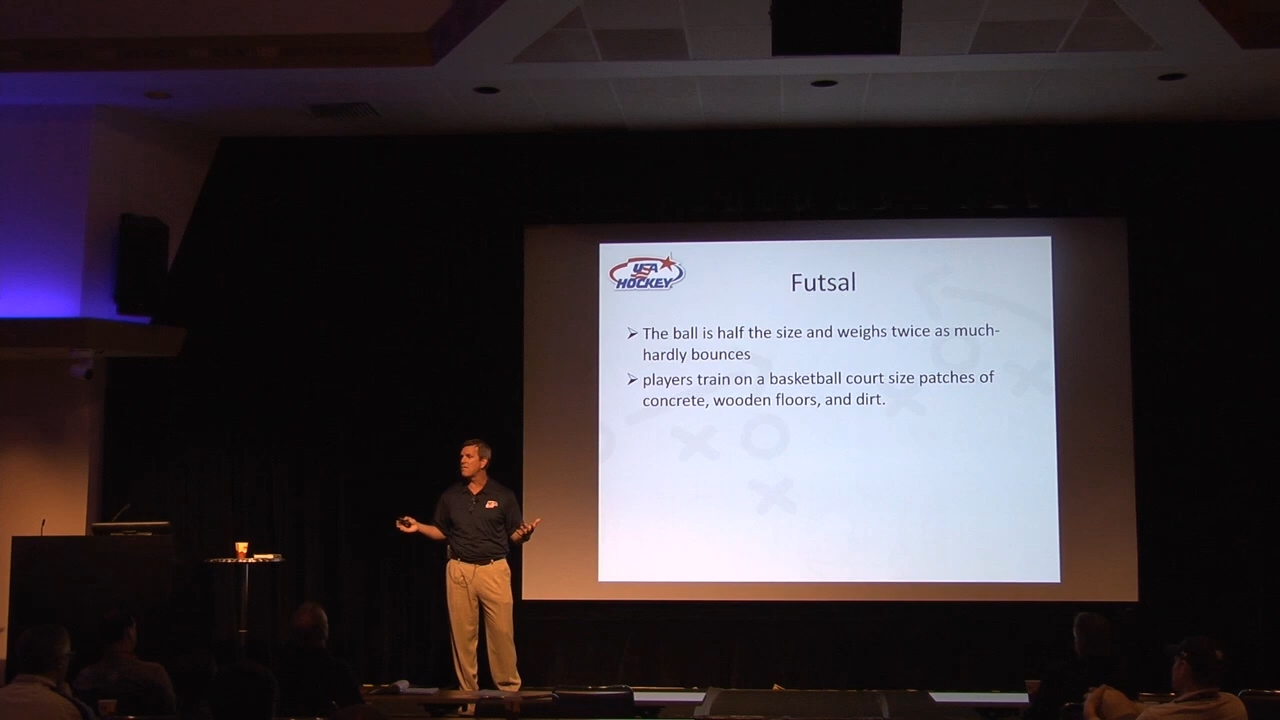 USA
HOCKEY
Futsal
➢ The ball is half the size and weighs twice as much-
hardly bounces
➢ players train on a basketball court size patches of
concrete, wooden floors, and dirt.